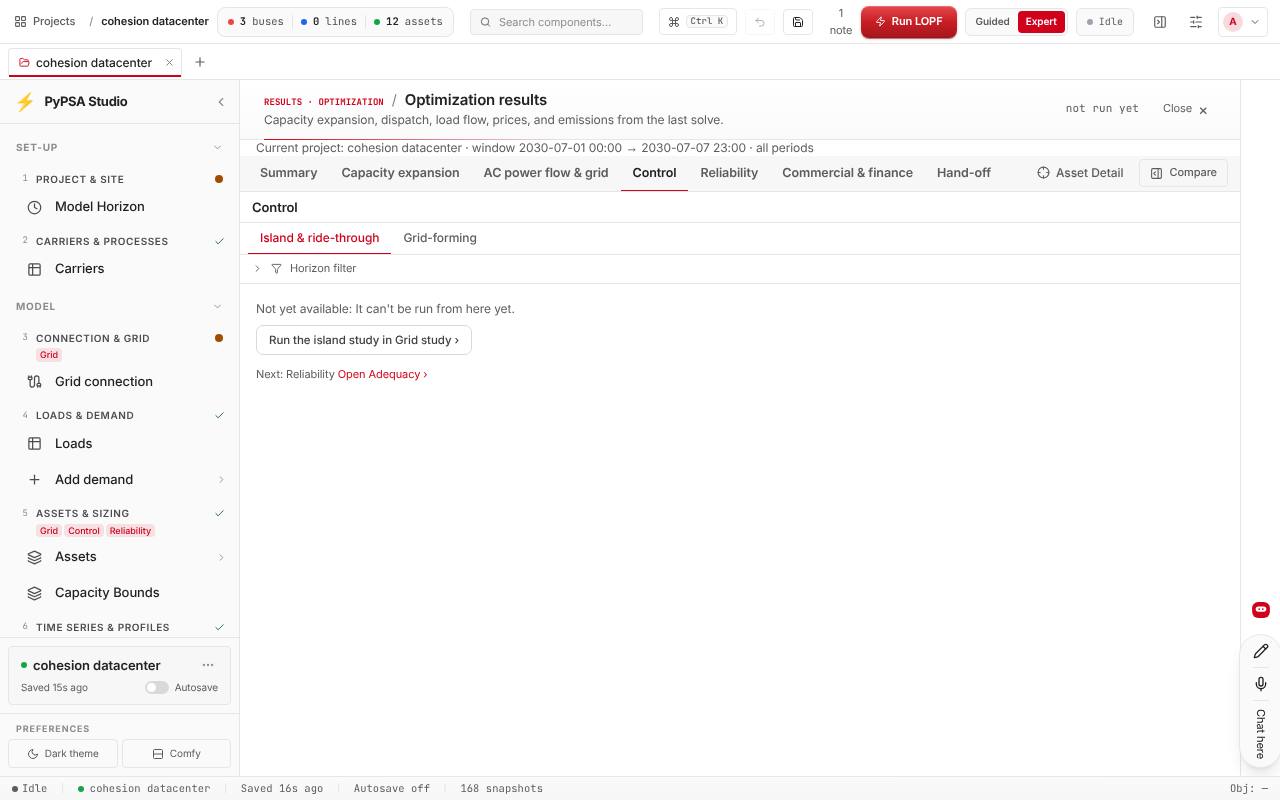 Projects / cohesion datacenter
3 buses 0 lines 12 assets
Search components...
⌘ Ctrl K
1 note
Run LOPF
Guided Expert
Idle
A
cohesion datacenter × +
PyPSA Studio
SET-UP
1 PROJECT & SITE
Model Horizon
2 CARRIERS & PROCESSES
Carriers
MODEL
3 CONNECTION & GRID
Grid
Grid connection
4 LOADS & DEMAND
Loads
Add demand
5 ASSETS & SIZING
Grid Control Reliability
Assets
Capacity Bounds
6 TIME SERIES & PROFILES
cohesion datacenter ...
Saved 15s ago Autosave
PREFERENCES
Dark theme Comfy
RESULTS · OPTIMIZATION / Optimization results
Capacity expansion, dispatch, load flow, prices, and emissions from the last solve.
not run yet Close ×
Current project: cohesion datacenter · window 2030-07-01 00:00 → 2030-07-07 23:00 · all periods
Summary Capacity expansion AC power flow & grid Control Reliability Commercial & finance Hand-off Asset Detail Compare
Control
Island & ride-through Grid-forming
Horizon filter
Not yet available: It can't be run from here yet.
Run the island study in Grid study ›
Next: Reliability Open Adequacy ›
Chat here
Idle cohesion datacenter Saved 16s ago Autosave off 168 snapshots Obj: —